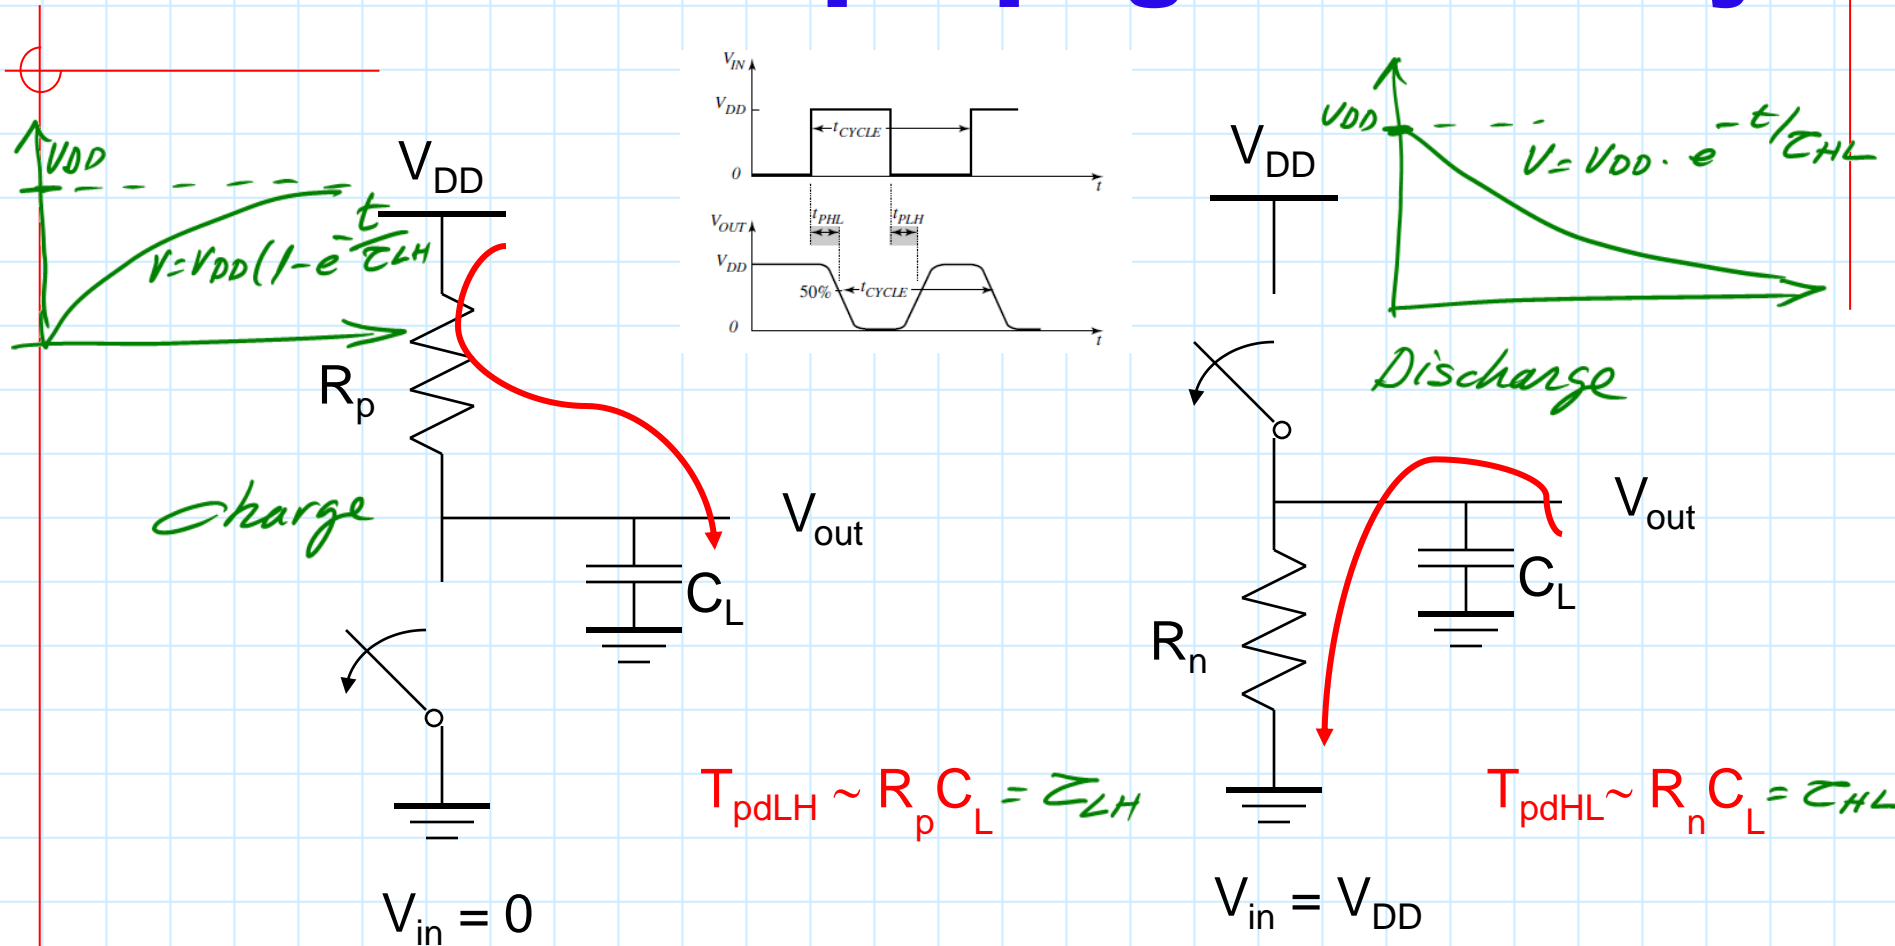 VDD
V=VDD(1-e^-t/τLH
charge
VDD
Rp
Vout
CL
TpdLH ~ RpCL = τLH
Vin = 0
VIN
VDD
tCYCLE
0
t
tPHL
tPLH
VOUT
VDD
50%
tCYCLE
0
t
VDD
VDD
V= VDD · e^-t/τHL
Discharge
Vout
CL
Rn
TpdHL ~ RnCL = τHL
Vin = VDD